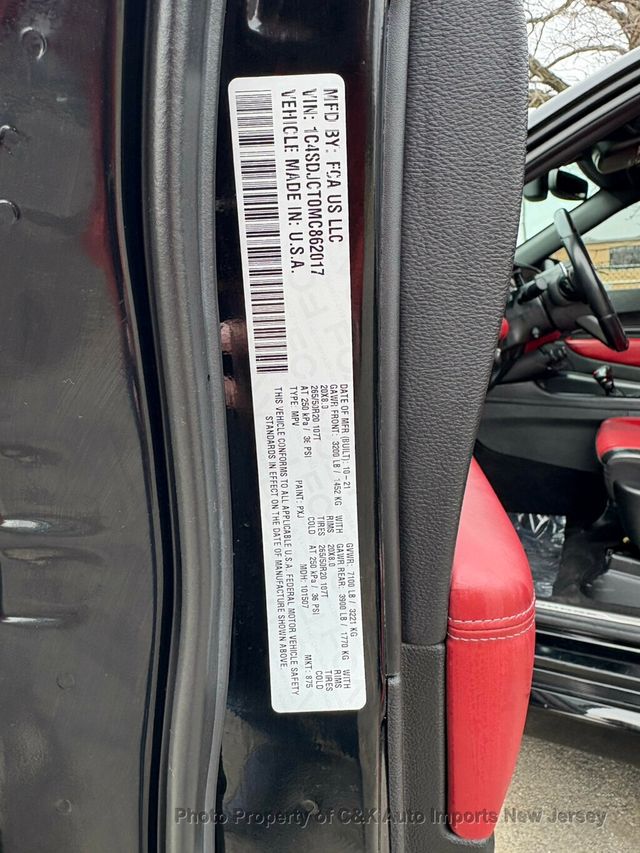 MFD BY: FCA US LLC
VIN: 1C4SDJCT0MC862017
VEHICLE MADE IN: U.S.A.
DATE OF MFR (BUILT): 10-21 GVWR: 7100 LB / 3221 KG
GAWR FRONT: 3200 LB / 1452 KG WITH GAWR REAR: 3900 LB / 1770 KG WITH
20X8.0 RIMS 20X8.0 RIMS
265/50R20 107T TIRES 265/50R20 107T TIRES
AT 250 kPa / 36 PSI COLD AT 250 kPa / 36 PSI COLD
TYPE: MPV PAINT: PXJ MDH: 101507 MKT: 875
THIS VEHICLE CONFORMS TO ALL APPLICABLE U.S.A. FEDERAL MOTOR VEHICLE SAFETY
STANDARDS IN EFFECT ON THE DATE OF MANUFACTURE SHOWN ABOVE.
Photo Property of C&K Auto Imports New Jersey